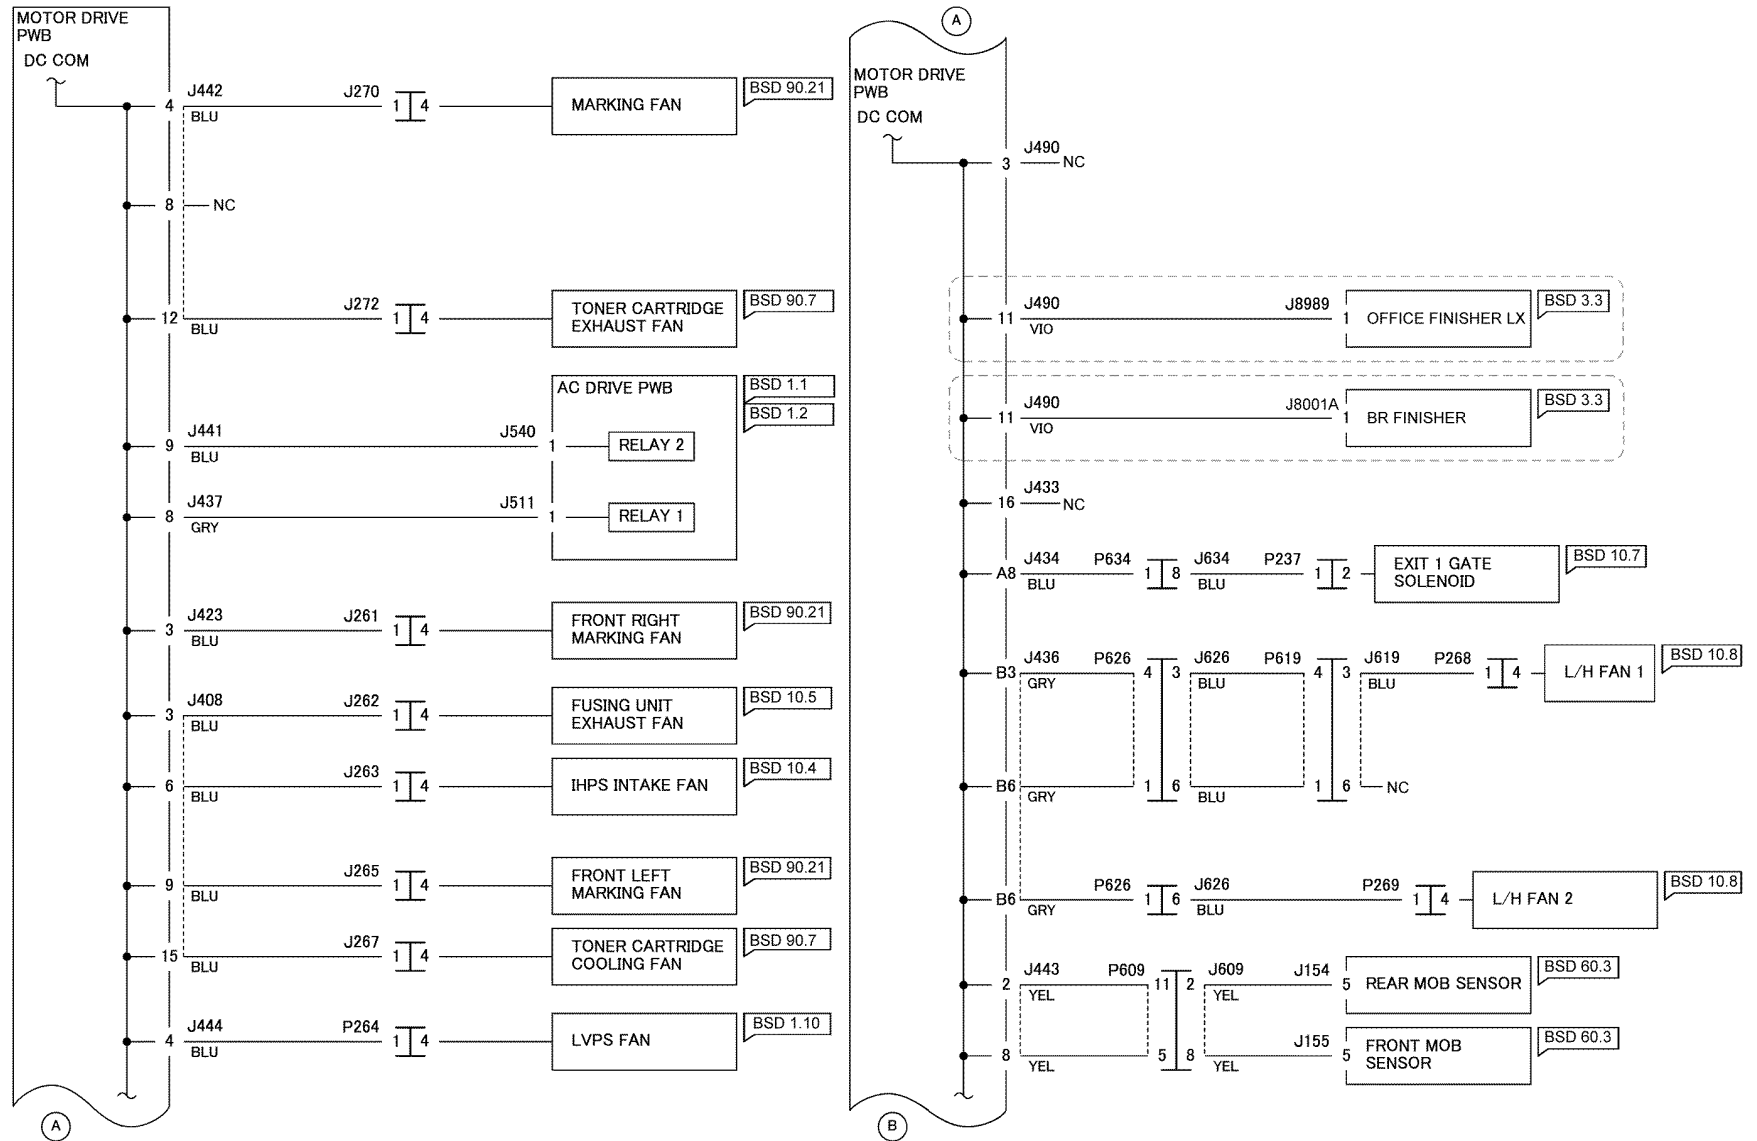 MOTOR DRIVE
PWB
DC COM
4 J442 BLU J270 1 4 MARKING FAN BSD 90.21
8 NC
12 BLU J272 1 4 TONER CARTRIDGE
EXHAUST FAN BSD 90.7
AC DRIVE PWB BSD 1.1
BSD 1.2
9 J441 BLU J540 1 RELAY 2
8 J437 GRY J511 1 RELAY 1
3 J423 BLU J261 1 4 FRONT RIGHT
MARKING FAN BSD 90.21
3 J408 BLU J262 1 4 FUSING UNIT
EXHAUST FAN BSD 10.5
6 BLU J263 1 4 IHPS INTAKE FAN BSD 10.4
9 BLU J265 1 4 FRONT LEFT
MARKING FAN BSD 90.21
15 BLU J267 1 4 TONER CARTRIDGE
COOLING FAN BSD 90.7
4 J444 BLU P264 1 4 LVPS FAN BSD 1.10
A
A
MOTOR DRIVE
PWB
DC COM
3 J490 NC
11 J490 VIO J8989 1 OFFICE FINISHER LX BSD 3.3
11 J490 VIO J8001A 1 BR FINISHER BSD 3.3
16 J433 NC
A8 J434 BLU P634 1 8 J634 BLU P237 1 2 EXIT 1 GATE
SOLENOID BSD 10.7
B3 J436 GRY P626 4 3 J626 BLU P619 4 3 J619 BLU P268 1 4 L/H FAN 1 BSD 10.8
B6 GRY 1 6 BLU 1 6 NC
B6 GRY P626 1 6 J626 BLU P269 1 4 L/H FAN 2 BSD 10.8
2 J443 YEL P609 11 2 J609 YEL J154 5 REAR MOB SENSOR BSD 60.3
8 YEL 5 8 YEL J155 5 FRONT MOB
SENSOR BSD 60.3
B